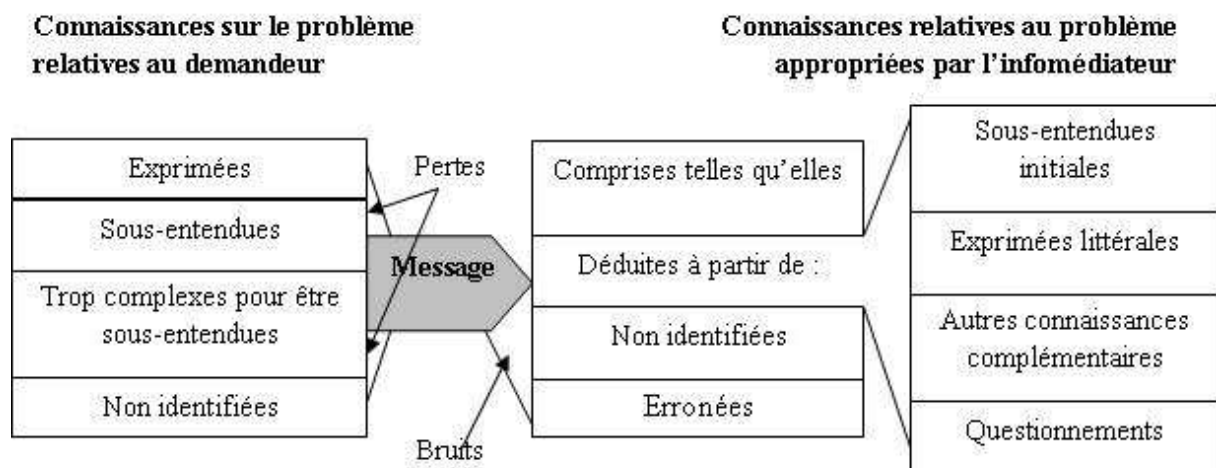 Connaissances sur le problème
relatives au demandeur
Connaissances relatives au problème
appropriées par l'infomédiateur
Exprimées
Sous-entendues
Trop complexes pour être
sous-entendues
Non identifiées
Pertes
Message
Bruits
Comprises telles qu'elles
Déduites à partir de :
Non identifiées
Erronées
Sous-entendues
initiales
Exprimées littérales
Autres connaissances
complémentaires
Questionnements